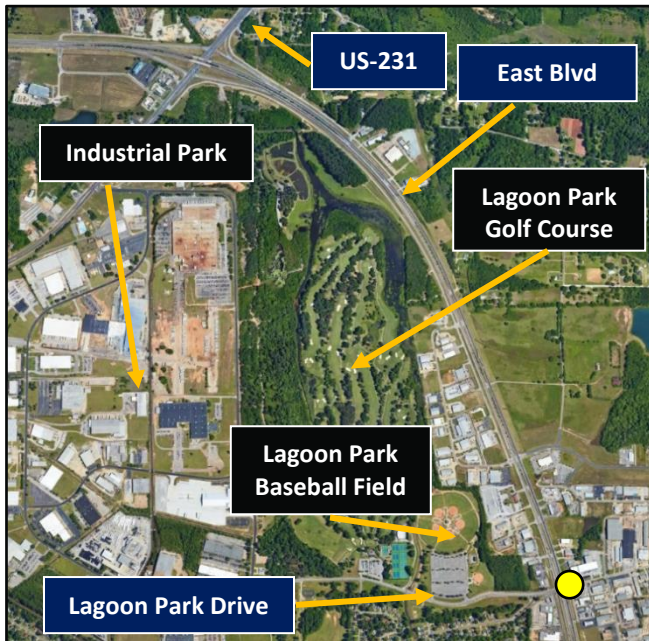 US-231
East Blvd
Industrial Park
Lagoon Park
Golf Course
Lagoon Park
Baseball Field
Lagoon Park Drive